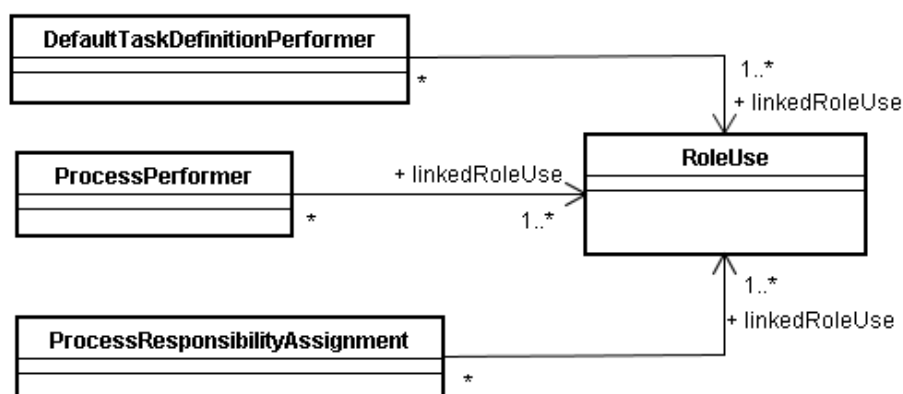 DefaultTaskDefinitionPerformer
*
1..*
+ linkedRoleUse
RoleUse
ProcessPerformer
+ linkedRoleUse
*
1..*
1..*
+ linkedRoleUse
ProcessResponsibilityAssignment
*